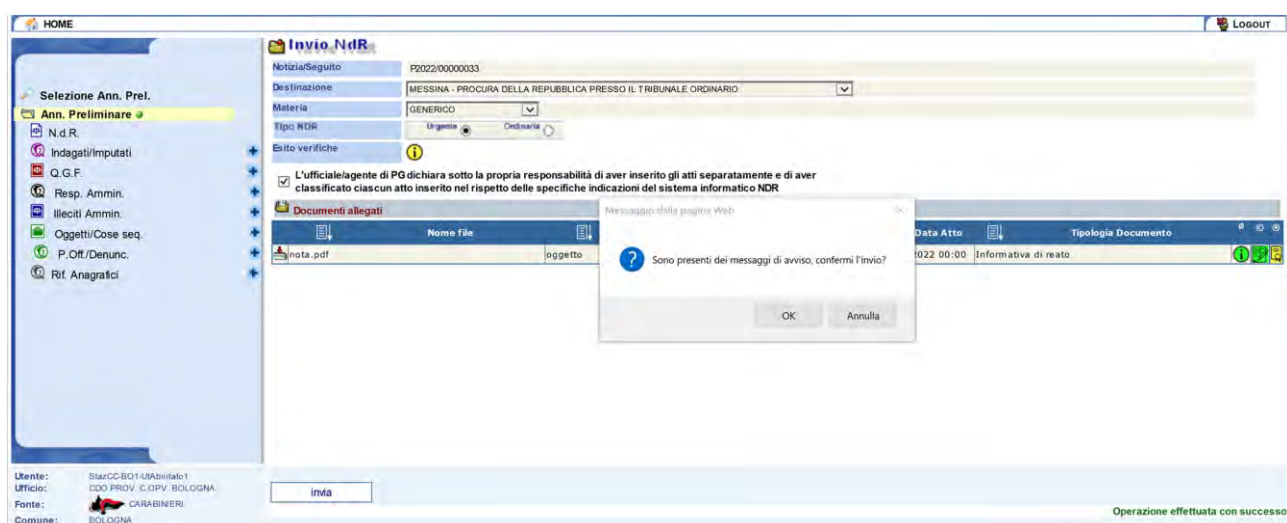 HOME
LOGOUT
Invio NdR
Notizia/Seguito P2022/00000033
Destinazione MESSINA - PROCURA DELLA REPUBBLICA PRESSO IL TRIBUNALE ORDINARIO
Materia GENERICO
Tipo NDR Urgente Ordinaria
Esito verifiche
L'ufficiale/agente di PG dichiara sotto la propria responsabilità di aver inserito gli atti separatamente e di aver
classificato ciascun atto inserito nel rispetto delle specifiche indicazioni del sistema informatico NDR
Selezione Ann. Prel.
Ann. Preliminare
N.d.R.
Indagati/Imputati
Q.G.F.
Resp. Ammin.
Illeciti Ammin.
Oggetti/Cose seq.
P.Off./Denunc.
Rif. Anagrafici
Documenti allegati
Nome file Data Atto Tipologia Documento
nota.pdf oggetto 2022 00:00 Informativa di reato
Messaggio dalla pagina Web
Sono presenti dei messaggi di avviso, confermi l'invio?
OK Annulla
Utente: StazCC-BO1-UtAbilitato1
Ufficio: CDO PROV. C.OPV. BOLOGNA
Fonte: CARABINIERI
Comune: BOLOGNA
invia
Operazione effettuata con successo